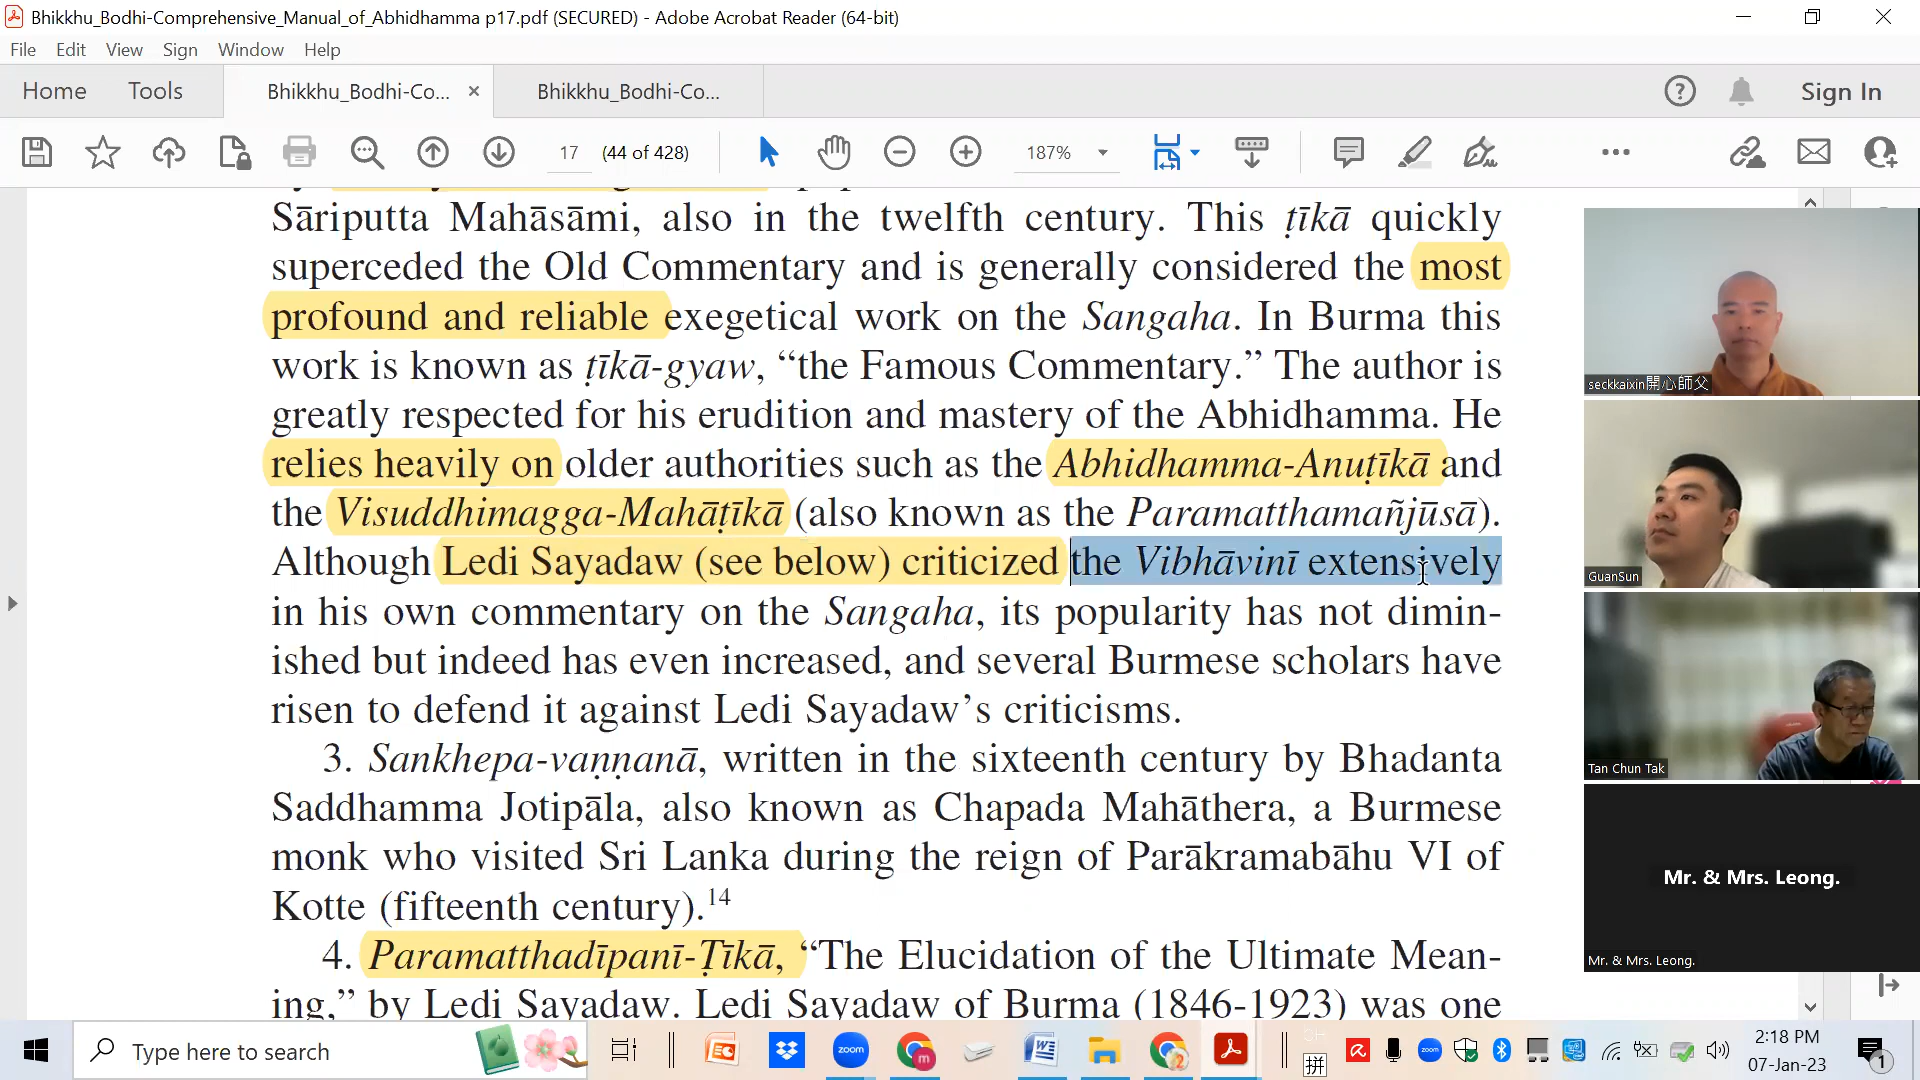 Bhikkhu_Bodhi-Comprehensive_Manual_of_Abhidhamma p17.pdf (SECURED) - Adobe Acrobat Reader (64-bit)
File Edit View Sign Window Help
Home Tools Bhikkhu_Bodhi-Co... × Bhikkhu_Bodhi-Co... Sign In
17 (44 of 428) 187%
Sāriputta Mahāsāmi, also in the twelfth century. This ṭīkā quickly
superceded the Old Commentary and is generally considered the most
profound and reliable exegetical work on the Sangaha. In Burma this
work is known as ṭīkā-gyaw, “the Famous Commentary.” The author is
greatly respected for his erudition and mastery of the Abhidhamma. He
relies heavily on older authorities such as the Abhidhamma-Anuṭīkā and
the Visuddhimagga-Mahāṭīkā (also known as the Paramatthamañjūsā).
Although Ledi Sayadaw (see below) criticized the Vibhāvinī extensively
in his own commentary on the Sangaha, its popularity has not dimin-
ished but indeed has even increased, and several Burmese scholars have
risen to defend it against Ledi Sayadaw’s criticisms.
3. Sankhepa-vaṇṇanā, written in the sixteenth century by Bhadanta
Saddhamma Jotipāla, also known as Chapada Mahāthera, a Burmese
monk who visited Sri Lanka during the reign of Parākramabāhu VI of
Kotte (fifteenth century).14
4. Paramatthadīpanī-Ṭīkā, “The Elucidation of the Ultimate Mean-
ing,” by Ledi Sayadaw. Ledi Sayadaw of Burma (1846-1923) was one
seckkaixin開心師父
GuanSun
Tan Chun Tak
Mr. & Mrs. Leong.
Mr. & Mrs. Leong.
Type here to search
zoom
拼
zoom
2:18 PM
07-Jan-23
1